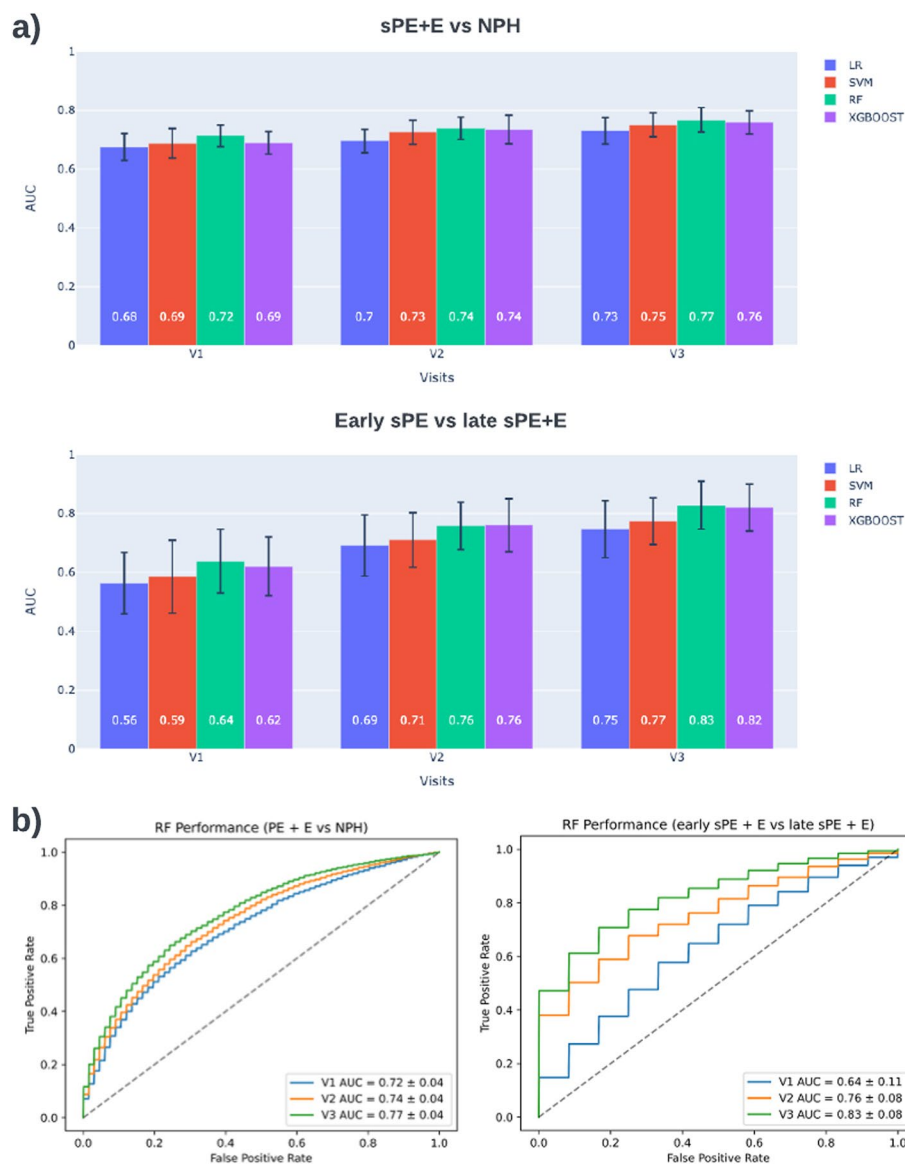 a)
sPE+E vs NPH
1
0.8
0.6
0.4
0.2
0
AUC
0.68 0.69 0.72 0.69 0.7 0.73 0.74 0.74 0.73 0.75 0.77 0.76
V1 V2 V3
Visits
LR
SVM
RF
XGBOOST
Early sPE vs late sPE+E
1
0.8
0.6
0.4
0.2
0
AUC
0.56 0.59 0.64 0.62 0.69 0.71 0.76 0.76 0.75 0.77 0.83 0.82
V1 V2 V3
Visits
LR
SVM
RF
XGBOOST
b)
RF Performance (PE + E vs NPH)
1.0
0.8
0.6
0.4
0.2
0.0
True Positive Rate
V1 AUC = 0.72 ± 0.04
V2 AUC = 0.74 ± 0.04
V3 AUC = 0.77 ± 0.04
0.0 0.2 0.4 0.6 0.8 1.0
False Positive Rate
RF Performance (early sPE + E vs late sPE + E)
1.0
0.8
0.6
0.4
0.2
0.0
True Positive Rate
V1 AUC = 0.64 ± 0.11
V2 AUC = 0.76 ± 0.08
V3 AUC = 0.83 ± 0.08
0.0 0.2 0.4 0.6 0.8 1.0
False Positive Rate